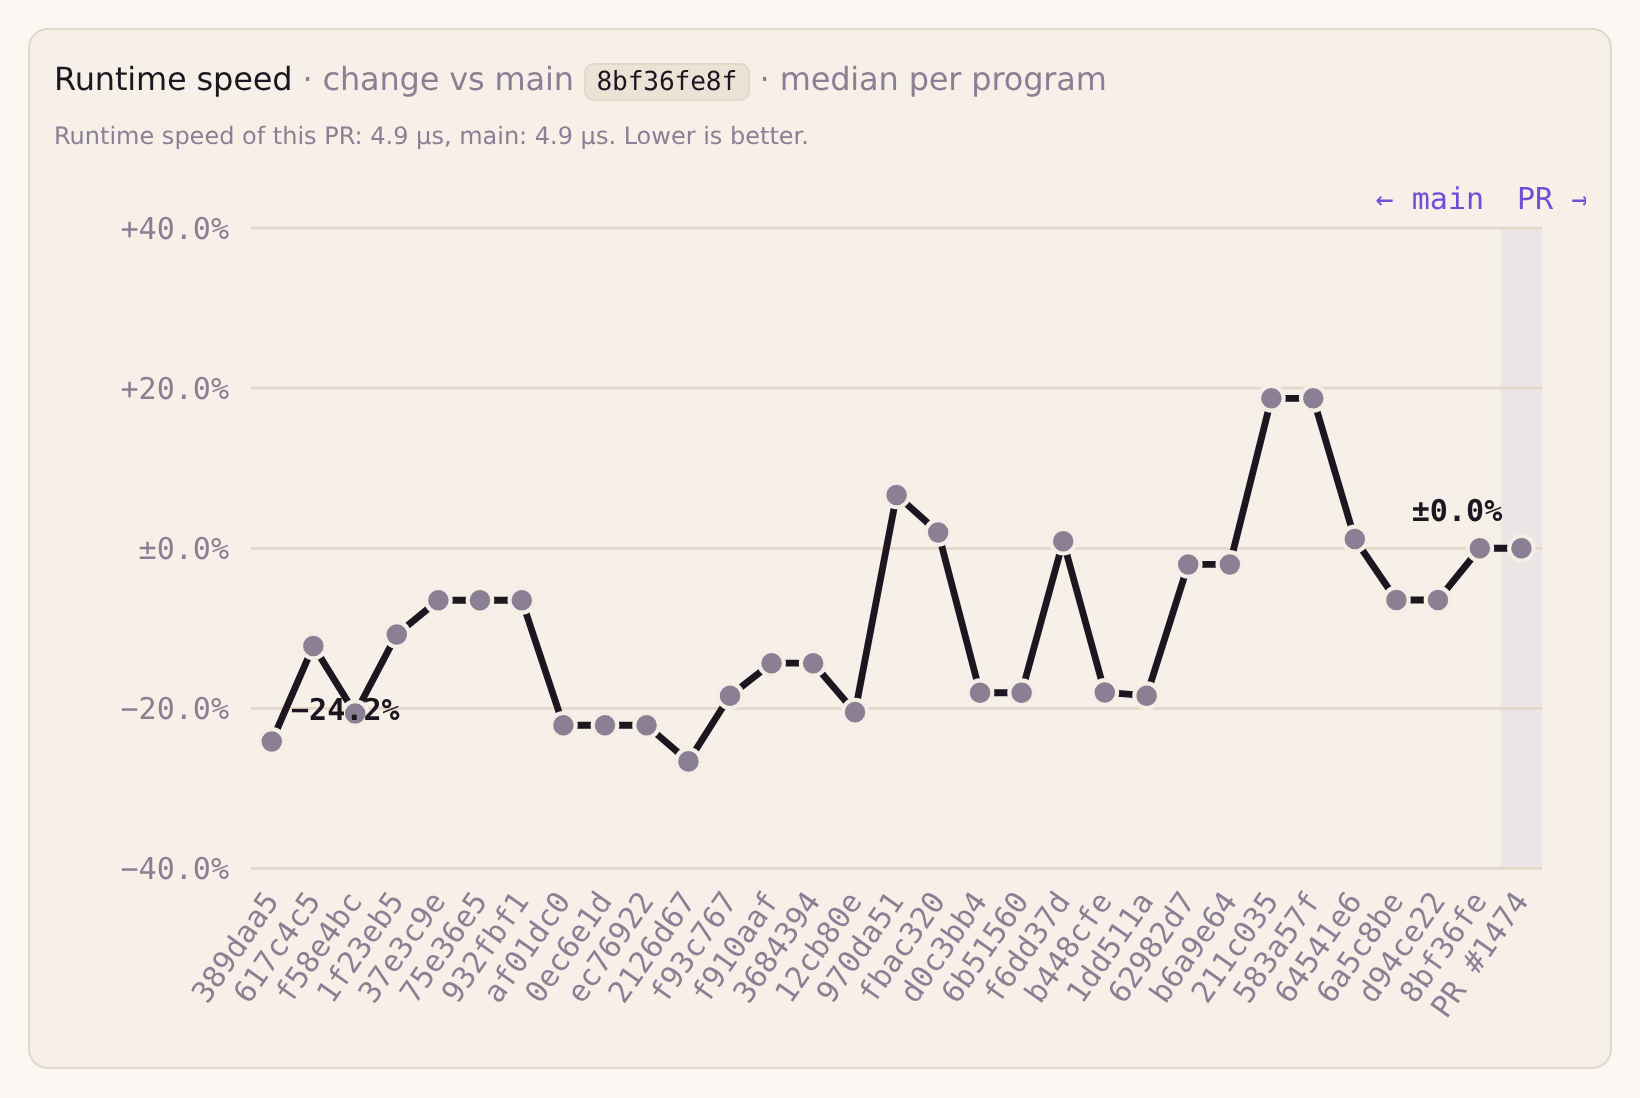 Runtime speed · change vs main 8bf36fe8f · median per program
Runtime speed of this PR: 4.9 µs, main: 4.9 µs. Lower is better.
← main PR →
+40.0%
+20.0%
±0.0%
−20.0%
−40.0%
−24.2%
±0.0%
389daa5
617c4c5
f58e4bc
1f23eb5
37e3c9e
75e36e5
932fbf1
af01dc0
0ec6e1d
ec76922
2126d67
f93c767
f910aaf
3684394
12cb80e
970da51
fbac320
d0c3bb4
6b51560
f6dd37d
b448cfe
1dd511a
62982d7
b6a9e64
211c035
583a57f
64541e6
6a5c8be
d94ce22
8bf36fe
PR #1474